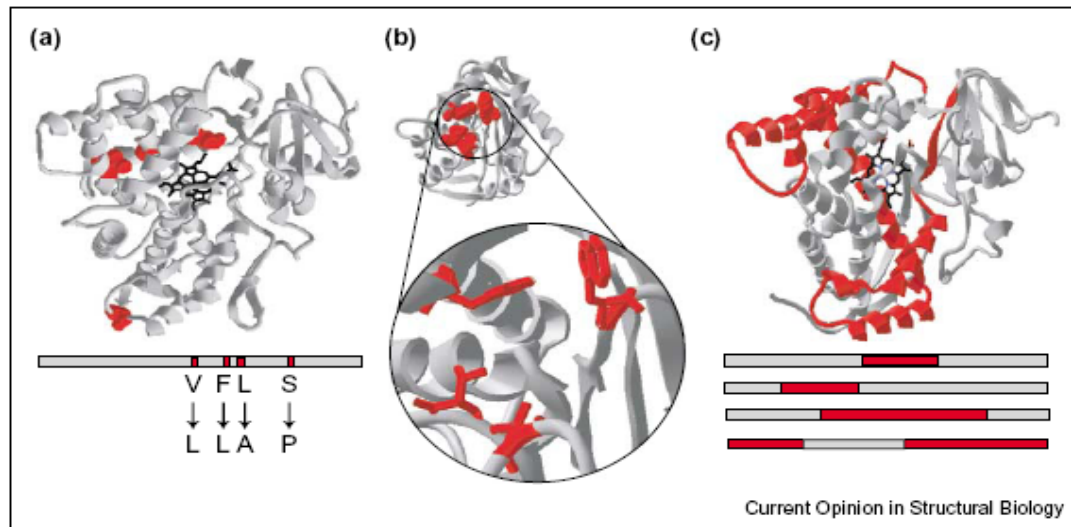 (a)
(b)
(c)
V F L S
L L A P
Current Opinion in Structural Biology